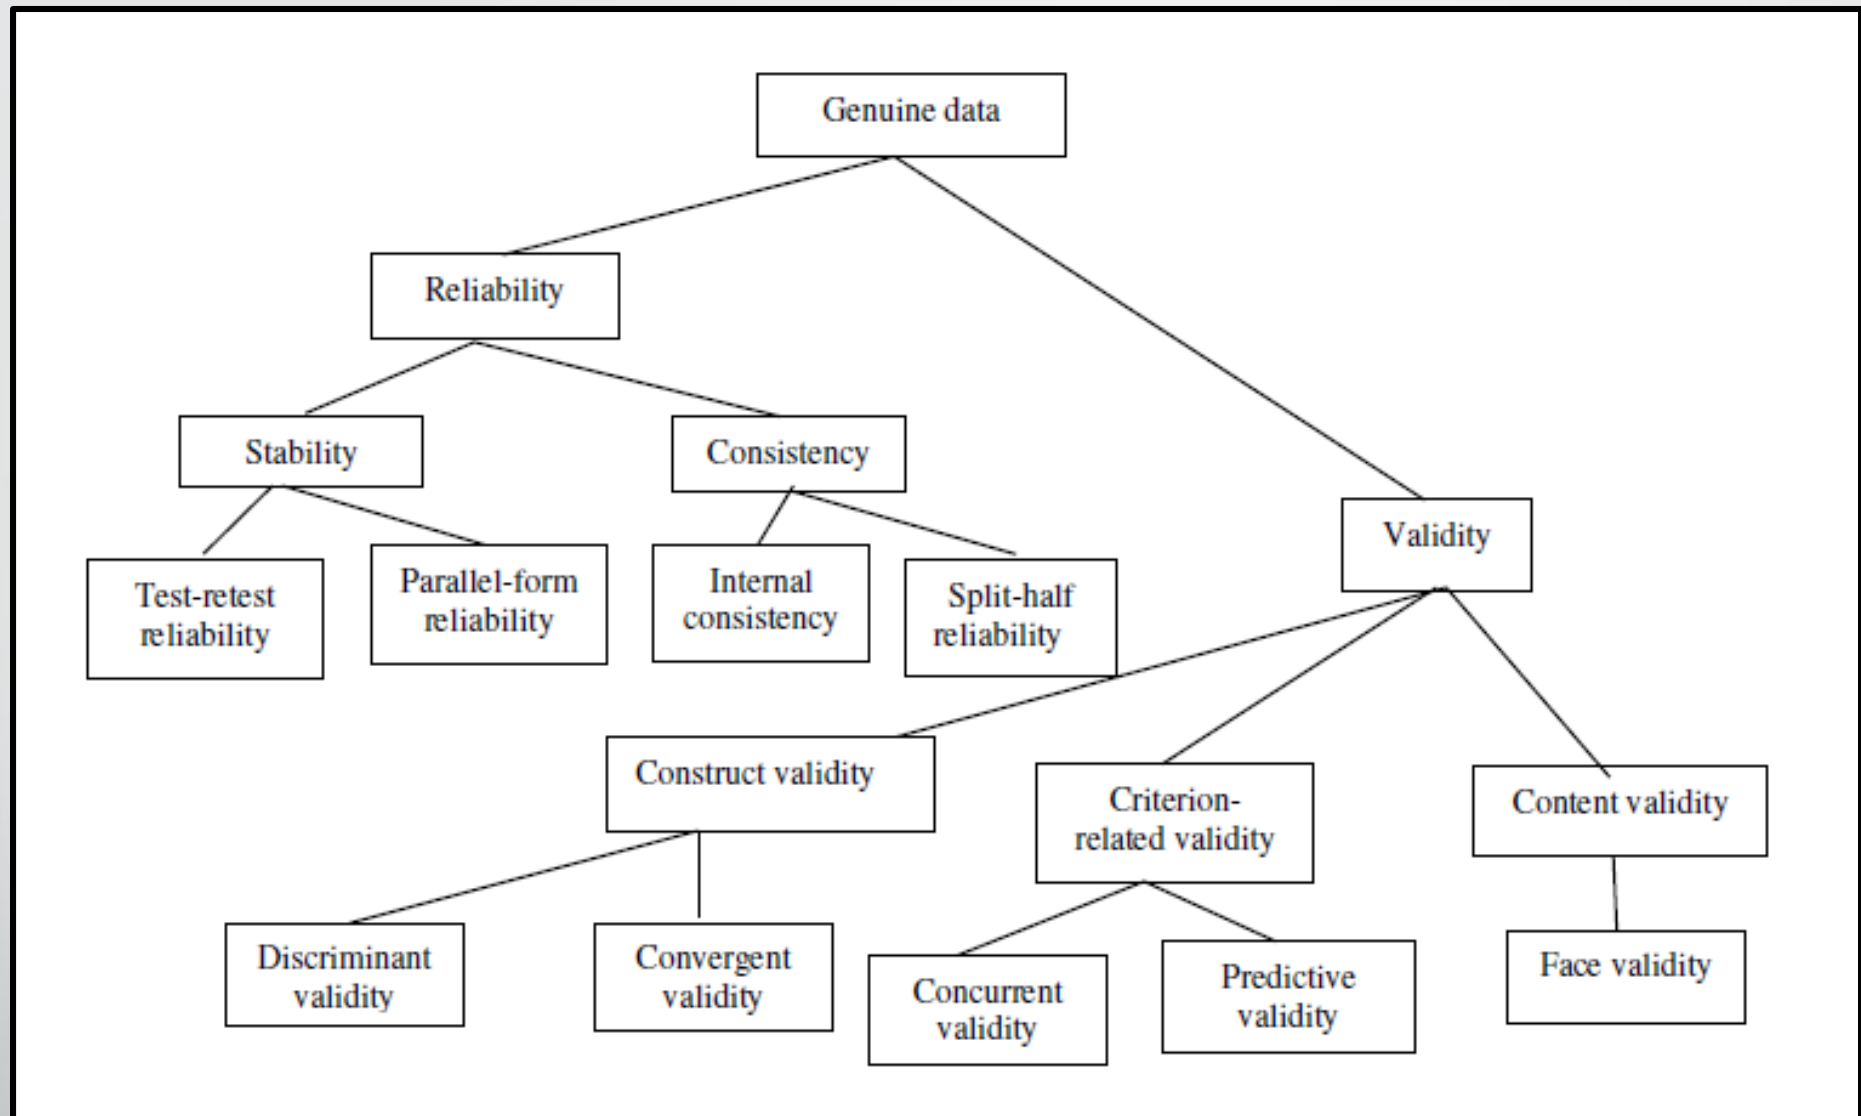 Genuine data
Reliability
Stability
Consistency
Validity
Test-retest
reliability
Parallel-form
reliability
Internal
consistency
Split-half
reliability
Construct validity
Criterion-
related validity
Content validity
Discriminant
validity
Convergent
validity
Concurrent
validity
Predictive
validity
Face validity